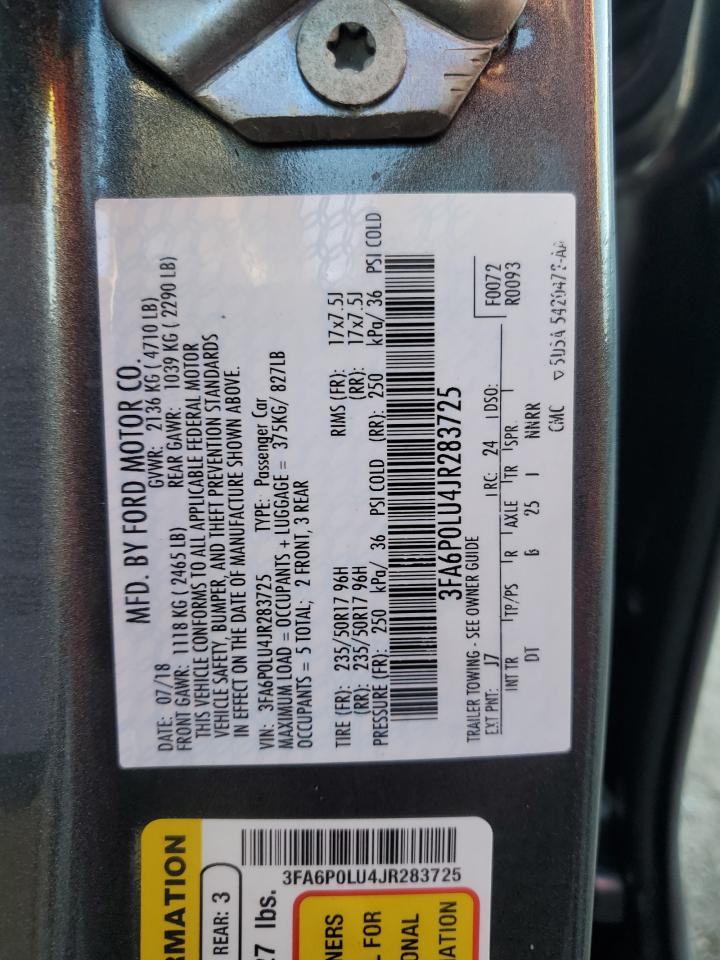 MFD. BY FORD MOTOR CO.
DATE: 07/18 GVWR: 2136 KG ( 4710 LB)
FRONT GAWR: 1118 KG ( 2465 LB) REAR GAWR: 1039 KG ( 2290 LB)
THIS VEHICLE CONFORMS TO ALL APPLICABLE FEDERAL MOTOR
VEHICLE SAFETY, BUMPER, AND THEFT PREVENTION STANDARDS
IN EFFECT ON THE DATE OF MANUFACTURE SHOWN ABOVE.
VIN: 3FA6P0LU4JR283725 TYPE: Passenger Car
MAXIMUM LOAD = OCCUPANTS + LUGGAGE = 375KG/ 827LB
OCCUPANTS = 5 TOTAL; 2 FRONT, 3 REAR
TIRE (FR): 235/50R17 96H RIMS (FR): 17x7.5J
(RR): 235/50R17 96H (RR): 17x7.5J
PRESSURE (FR): 250 kPa/ 36 PSI COLD (RR): 250 kPa/ 36 PSI COLD
3FA6P0LU4JR283725
TRAILER TOWING - SEE OWNER GUIDE F0072
EXT PNT: J7 RC: 24 DSO: R0093
INT TR TP/PS R AXLE TR SPR
DT 6 25 I NNRR
CMC
RMATION
REAR: 3
27 lbs.
3FA6P0LU4JR283725
NERS
L FOR
ONAL
ATION